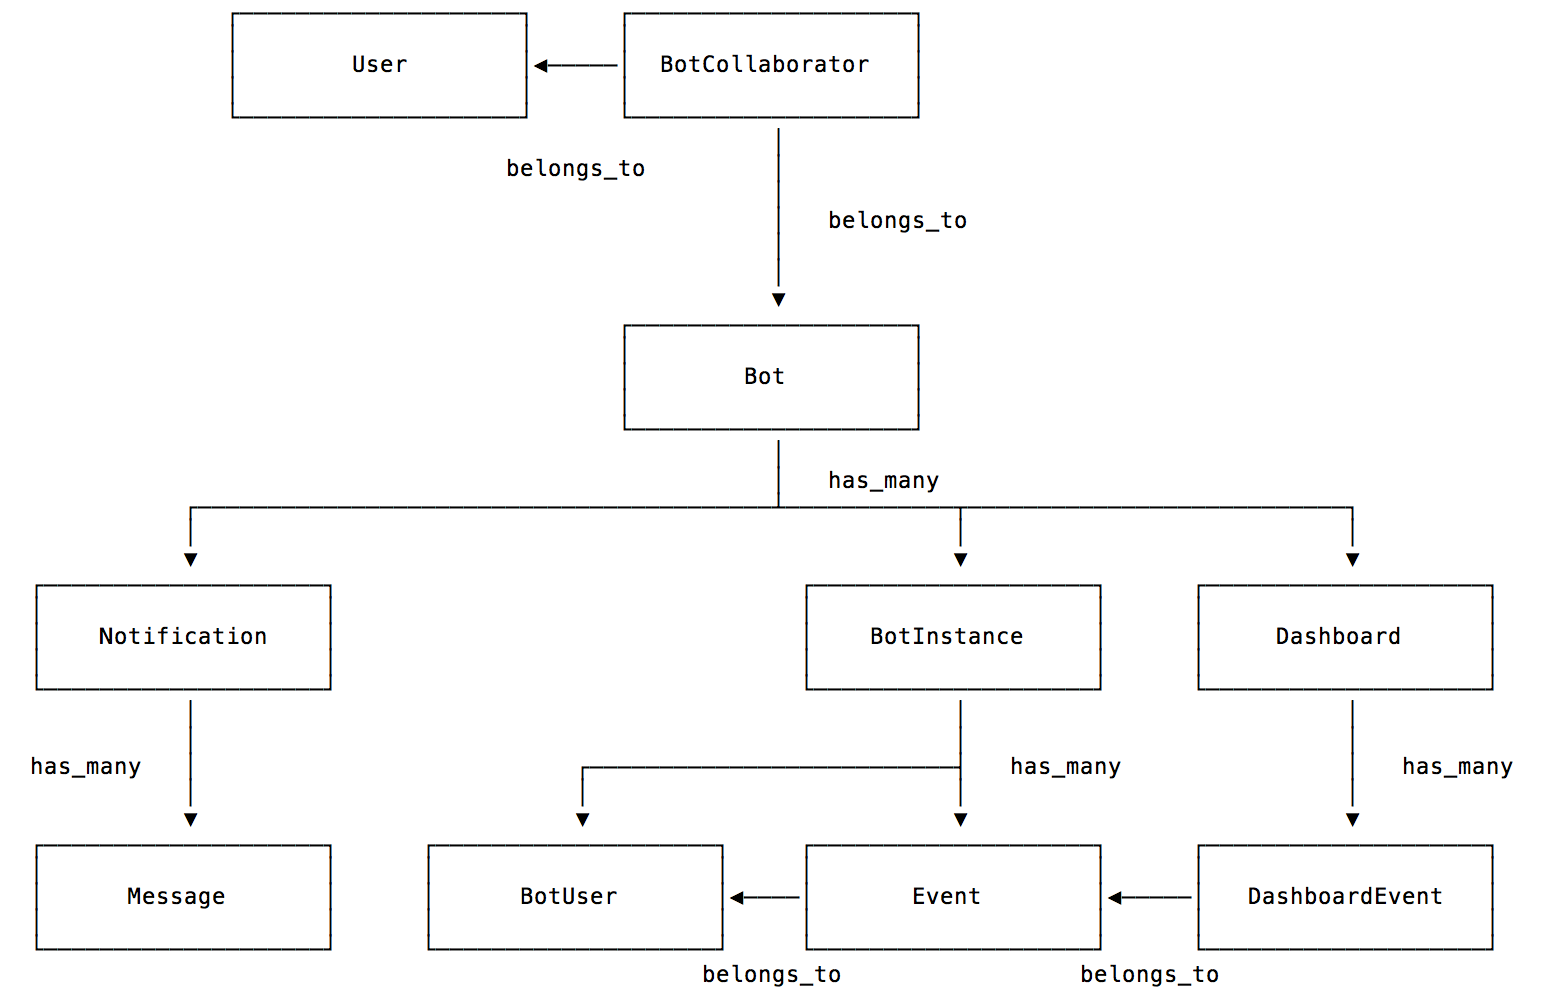 User
BotCollaborator
belongs_to
belongs_to
Bot
has_many
Notification
BotInstance
Dashboard
has_many
has_many
has_many
Message
BotUser
Event
DashboardEvent
belongs_to
belongs_to